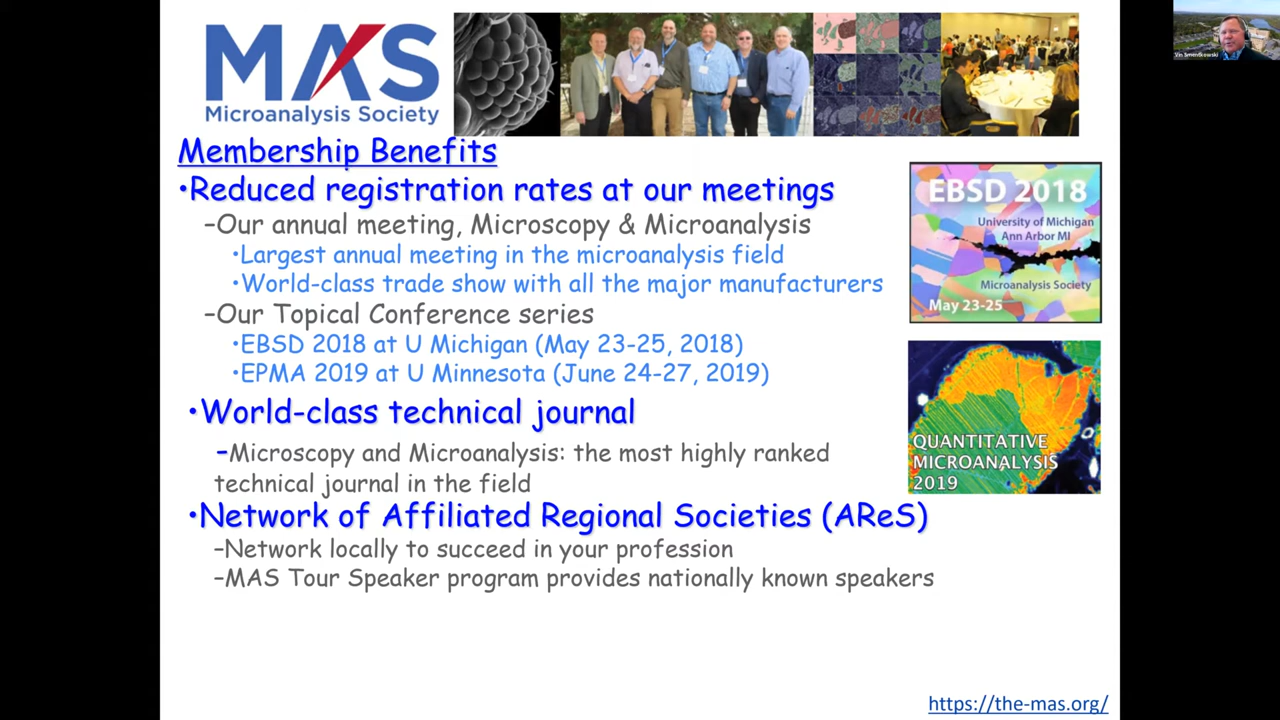 MAS
Microanalysis Society
Vin Smentkowski
Membership Benefits
•Reduced registration rates at our meetings
–Our annual meeting, Microscopy & Microanalysis
•Largest annual meeting in the microanalysis field
•World-class trade show with all the major manufacturers
–Our Topical Conference series
•EBSD 2018 at U Michigan (May 23-25, 2018)
•EPMA 2019 at U Minnesota (June 24-27, 2019)
•World-class technical journal
–Microscopy and Microanalysis: the most highly ranked
technical journal in the field
•Network of Affiliated Regional Societies (AReS)
–Network locally to succeed in your profession
–MAS Tour Speaker program provides nationally known speakers
EBSD 2018
University of Michigan
Ann Arbor MI
Microanalysis Society
May 23-25
QUANTITATIVE
MICROANALYSIS
2019
https://the-mas.org/